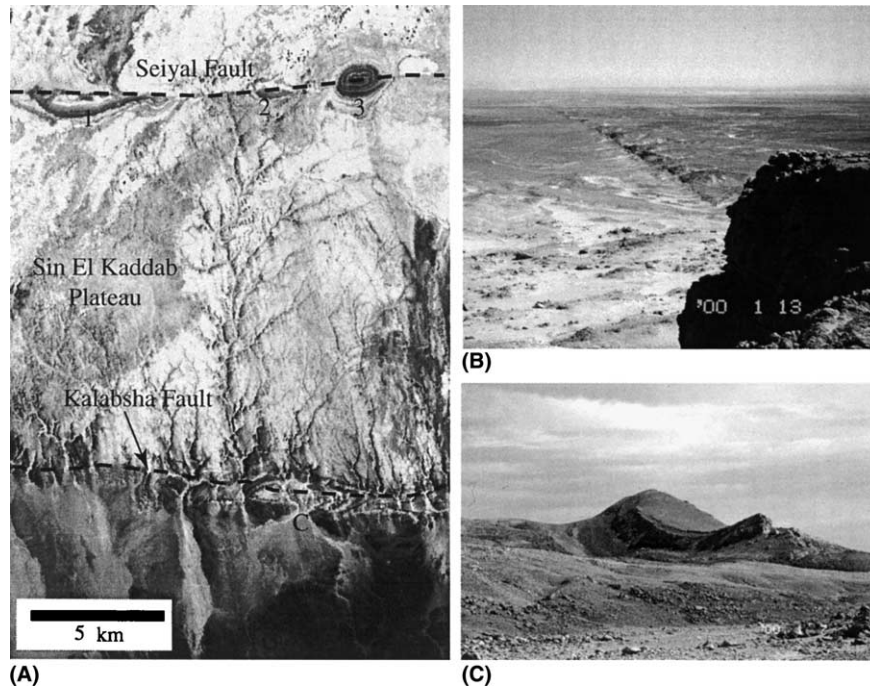 Seiyal Fault
1
2
3
Sin El Kaddab
Plateau
Kalabsha Fault
C
5 km
(A)
'00 1 13
(B)
(C)